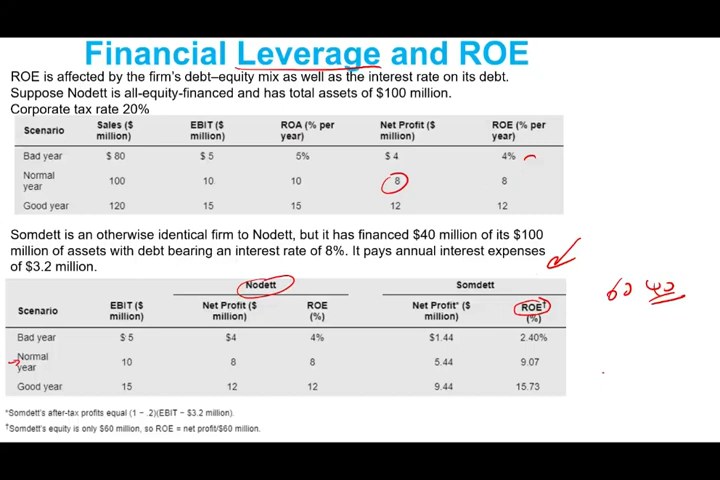 Financial Leverage and ROE
ROE is affected by the firm's debt–equity mix as well as the interest rate on its debt.
Suppose Nodett is all-equity-financed and has total assets of $100 million.
Corporate tax rate 20%
Scenario Sales ($ million) EBIT ($ million) ROA (% per year) Net Profit ($ million) ROE (% per year)
Bad year $ 80 $ 5 5% $ 4 4%
Normal year 100 10 10 8 8
Good year 120 15 15 12 12
Somdett is an otherwise identical firm to Nodett, but it has financed $40 million of its $100
million of assets with debt bearing an interest rate of 8%. It pays annual interest expenses
of $3.2 million.
60 40
Nodett Somdett
Scenario EBIT ($ million) Net Profit ($ million) ROE (%) Net Profit* ($ million) ROE† (%)
Bad year $ 5 $4 4% $1.44 2.40%
Normal year 10 8 8 5.44 9.07
Good year 15 12 12 9.44 15.73
*Somdett's after-tax profits equal (1 − .2)(EBIT − $3.2 million).
†Somdett's equity is only $60 million, so ROE = net profit/$60 million.